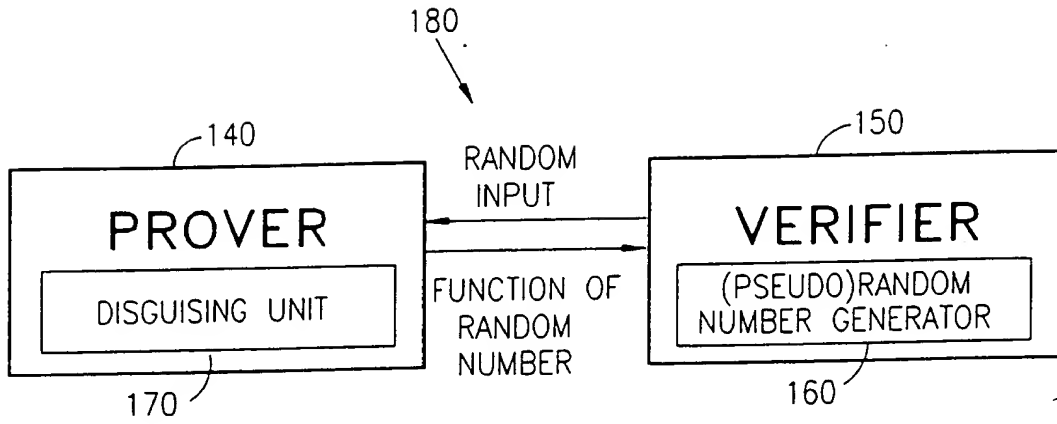 180
140
150
RANDOM
INPUT
PROVER
VERIFIER
DISGUISING UNIT
FUNCTION OF
RANDOM
NUMBER
(PSEUDO)RANDOM
NUMBER GENERATOR
170
160